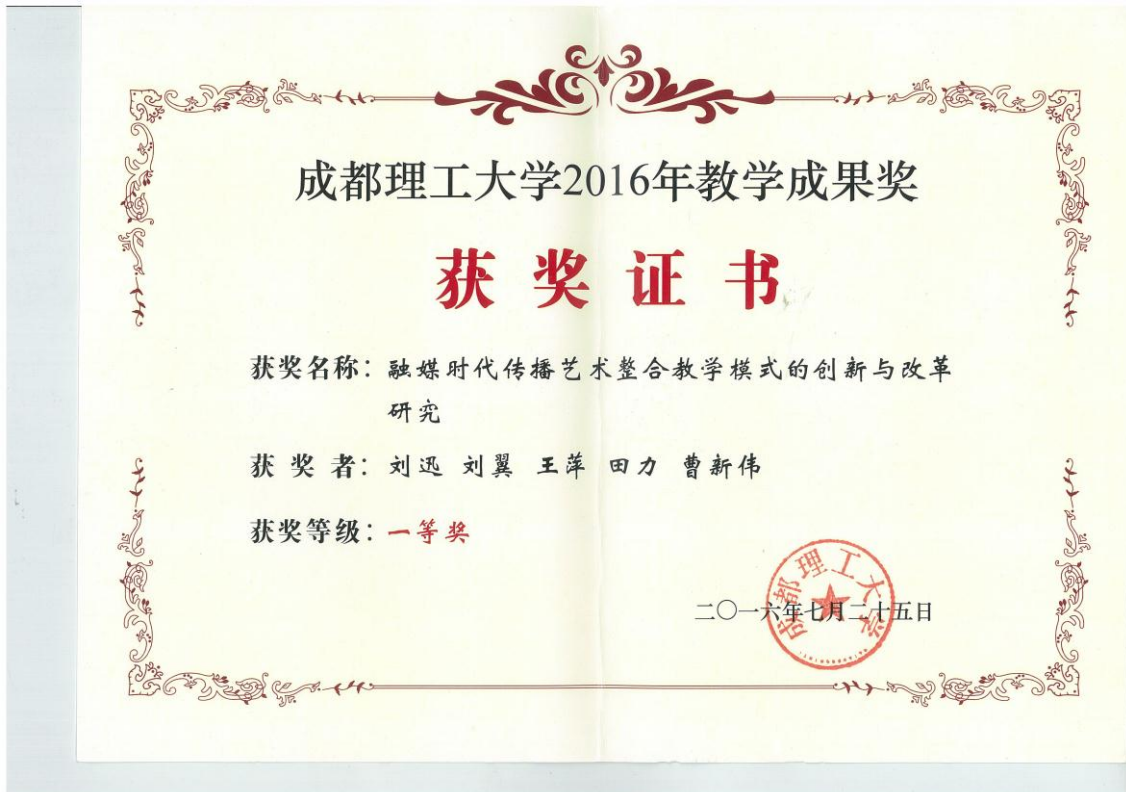 成都理工大学2016年教学成果奖
获奖证书
获奖名称：融媒时代传播艺术整合教学模式的创新与改革
研究
获奖者：刘迅 刘翼 王萍 田力 曹新伟
获奖等级：一等奖
成都理工大学
二〇一六年七月二十五日